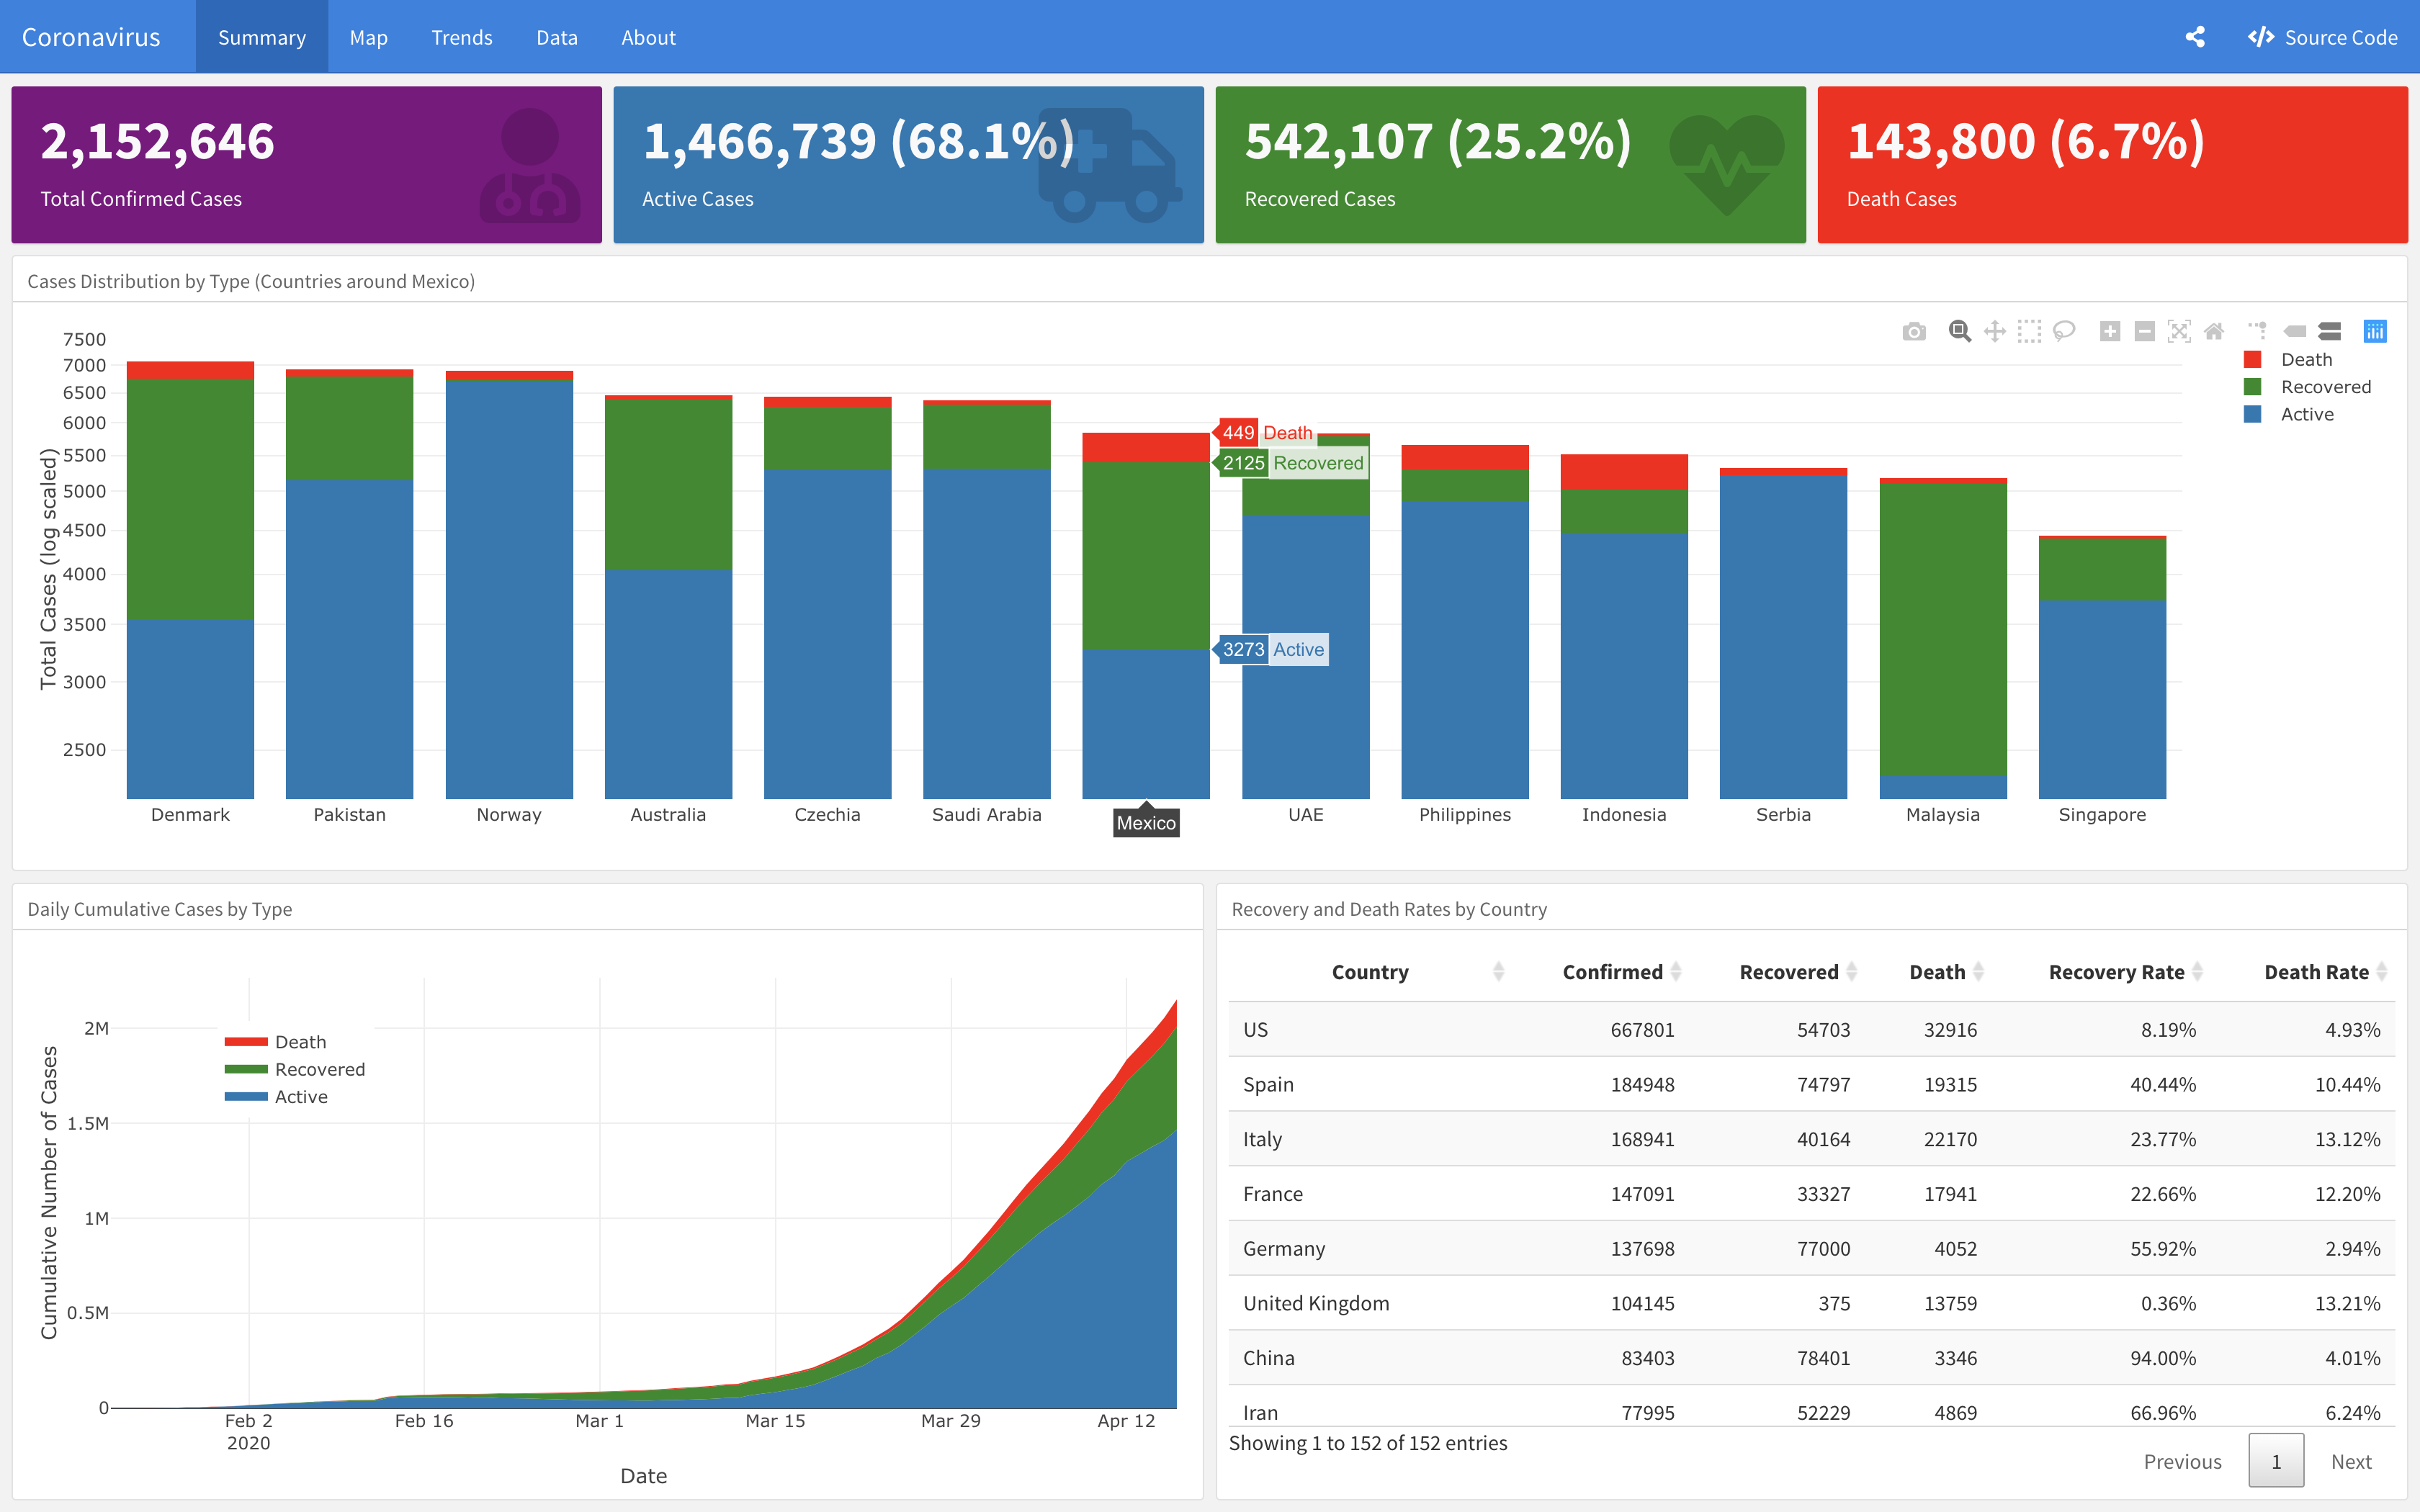 Coronavirus Summary Map Trends Data About Source Code
2,152,646
Total Confirmed Cases
1,466,739 (68.1%)
Active Cases
542,107 (25.2%)
Recovered Cases
143,800 (6.7%)
Death Cases
Cases Distribution by Type (Countries around Mexico)
Total Cases (log scaled)
7500
7000
6500
6000
5500
5000
4500
4000
3500
3000
2500
449 Death
2125 Recovered
3273 Active
Death
Recovered
Active
Denmark Pakistan Norway Australia Czechia Saudi Arabia Mexico UAE Philippines Indonesia Serbia Malaysia Singapore
Daily Cumulative Cases by Type
Cumulative Number of Cases
2M
1.5M
1M
0.5M
0
Death
Recovered
Active
Feb 2 Feb 16 Mar 1 Mar 15 Mar 29 Apr 12
2020
Date
Recovery and Death Rates by Country
Country Confirmed Recovered Death Recovery Rate Death Rate
US 667801 54703 32916 8.19% 4.93%
Spain 184948 74797 19315 40.44% 10.44%
Italy 168941 40164 22170 23.77% 13.12%
France 147091 33327 17941 22.66% 12.20%
Germany 137698 77000 4052 55.92% 2.94%
United Kingdom 104145 375 13759 0.36% 13.21%
China 83403 78401 3346 94.00% 4.01%
Iran 77995 52229 4869 66.96% 6.24%
Showing 1 to 152 of 152 entries
Previous 1 Next